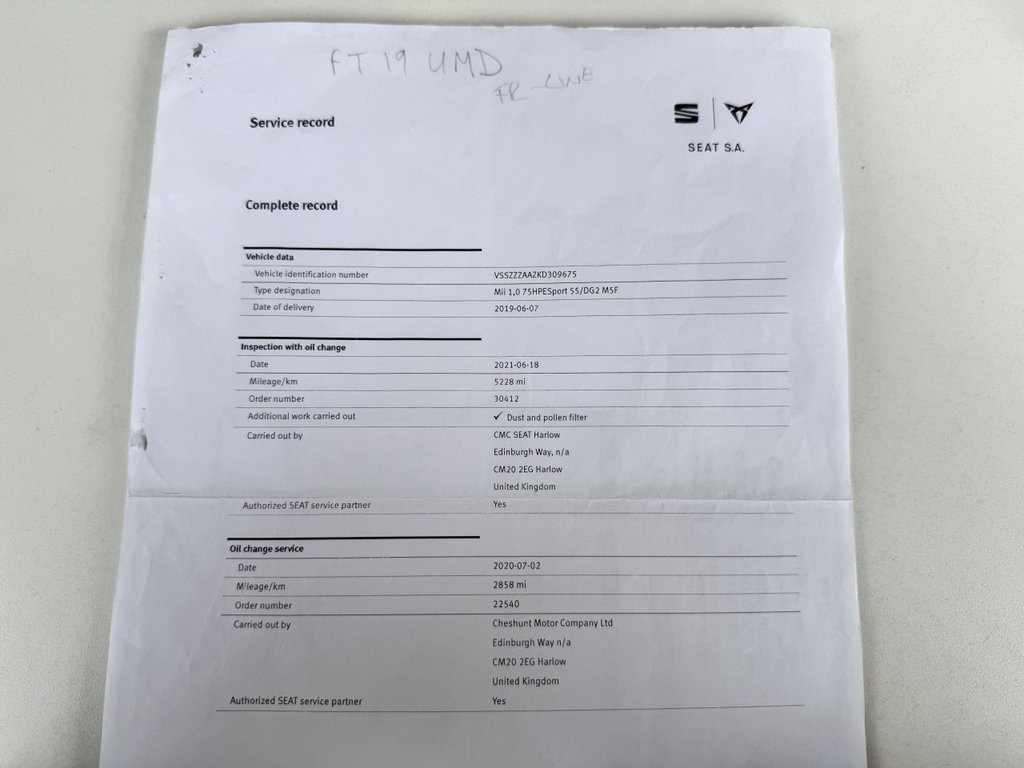 FT 19 UMD
FR-LINE
Service record
SEAT S.A.
Complete record
Vehicle data
Vehicle identification number VSSZZZAAZKD309675
Type designation Mii 1,0 75HPESport 55/DG2 M5F
Date of delivery 2019-06-07
Inspection with oil change
Date 2021-06-18
Mileage/km 5228 mi
Order number 30412
Additional work carried out ✓ Dust and pollen filter
Carried out by CMC SEAT Harlow
Edinburgh Way, n/a
CM20 2EG Harlow
United Kingdom
Authorized SEAT service partner Yes
Oil change service
Date 2020-07-02
Mileage/km 2858 mi
Order number 22540
Carried out by Cheshunt Motor Company Ltd
Edinburgh Way n/a
CM20 2EG Harlow
United Kingdom
Authorized SEAT service partner Yes